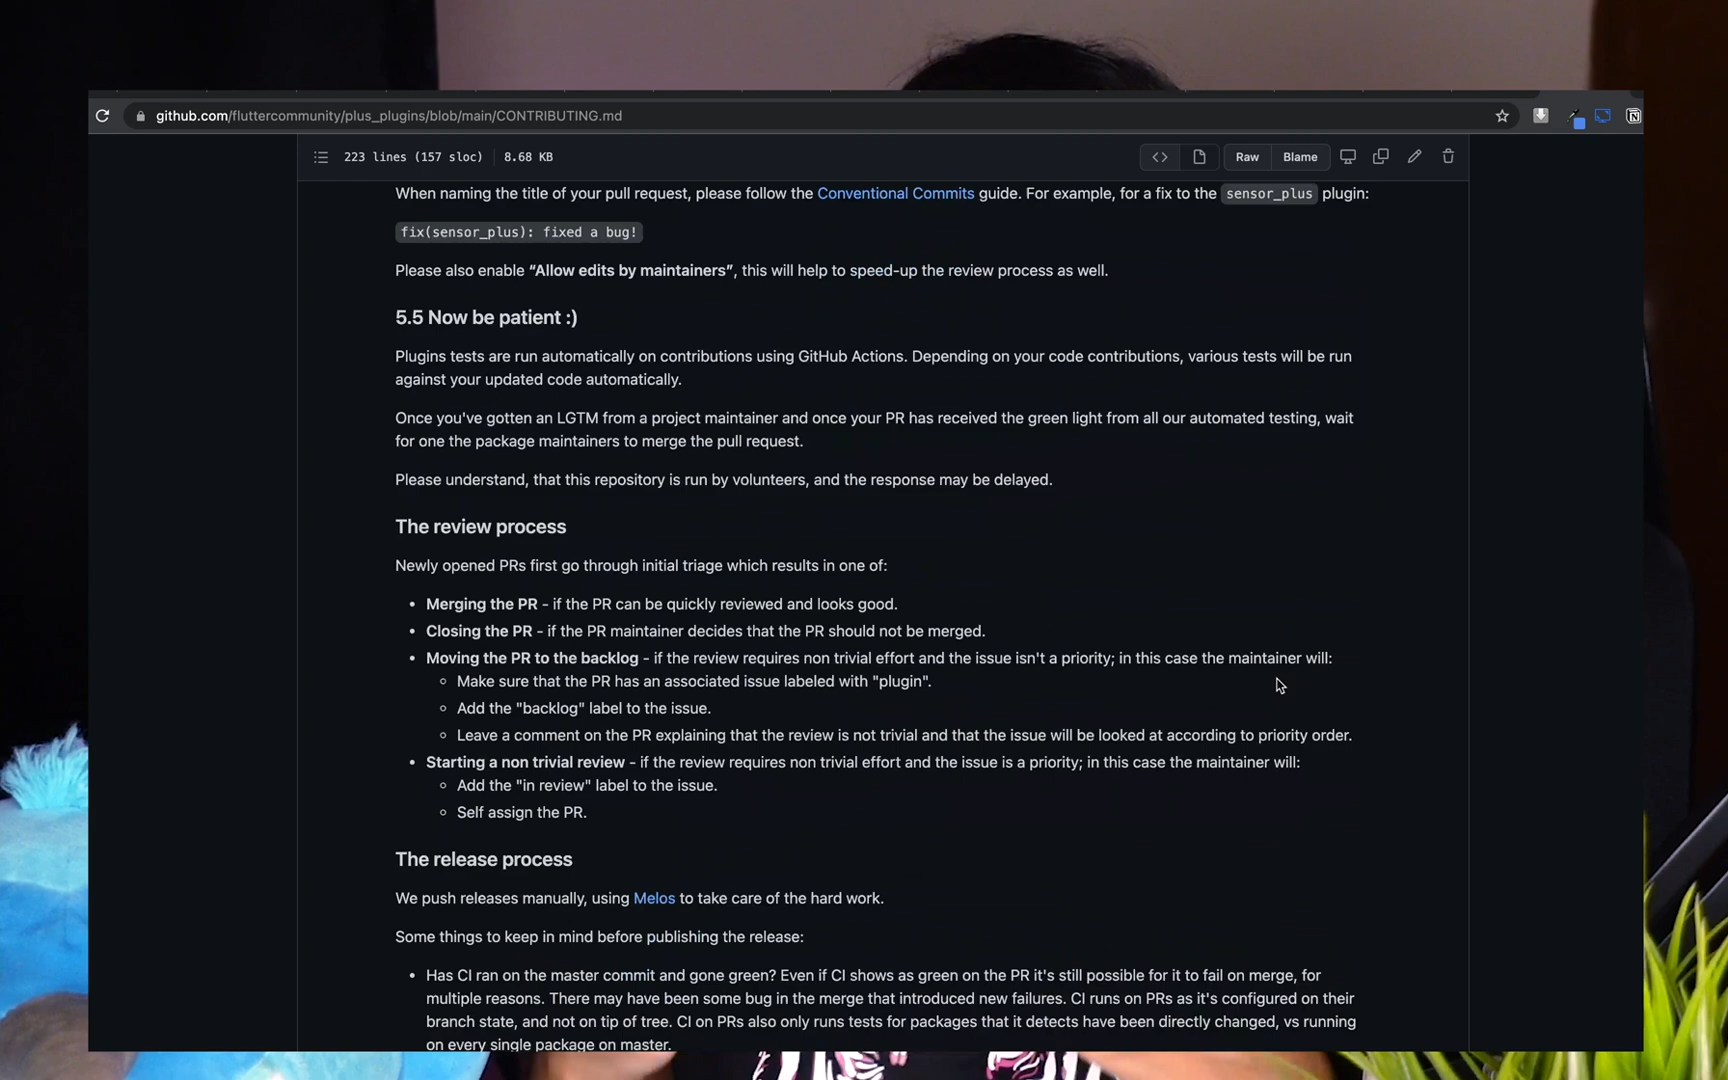 github.com/fluttercommunity/plus_plugins/blob/main/CONTRIBUTING.md
223 lines (157 sloc) 8.68 KB
Raw Blame
When naming the title of your pull request, please follow the Conventional Commits guide. For example, for a fix to the sensor_plus plugin:
fix(sensor_plus): fixed a bug!
Please also enable “Allow edits by maintainers”, this will help to speed-up the review process as well.
5.5 Now be patient :)
Plugins tests are run automatically on contributions using GitHub Actions. Depending on your code contributions, various tests will be run
against your updated code automatically.
Once you've gotten an LGTM from a project maintainer and once your PR has received the green light from all our automated testing, wait
for one the package maintainers to merge the pull request.
Please understand, that this repository is run by volunteers, and the response may be delayed.
The review process
Newly opened PRs first go through initial triage which results in one of:
• Merging the PR - if the PR can be quickly reviewed and looks good.
• Closing the PR - if the PR maintainer decides that the PR should not be merged.
• Moving the PR to the backlog - if the review requires non trivial effort and the issue isn't a priority; in this case the maintainer will:
◦ Make sure that the PR has an associated issue labeled with "plugin".
◦ Add the "backlog" label to the issue.
◦ Leave a comment on the PR explaining that the review is not trivial and that the issue will be looked at according to priority order.
• Starting a non trivial review - if the review requires non trivial effort and the issue is a priority; in this case the maintainer will:
◦ Add the "in review" label to the issue.
◦ Self assign the PR.
The release process
We push releases manually, using Melos to take care of the hard work.
Some things to keep in mind before publishing the release:
• Has CI ran on the master commit and gone green? Even if CI shows as green on the PR it's still possible for it to fail on merge, for
multiple reasons. There may have been some bug in the merge that introduced new failures. CI runs on PRs as it's configured on their
branch state, and not on tip of tree. CI on PRs also only runs tests for packages that it detects have been directly changed, vs running
on every single package on master.